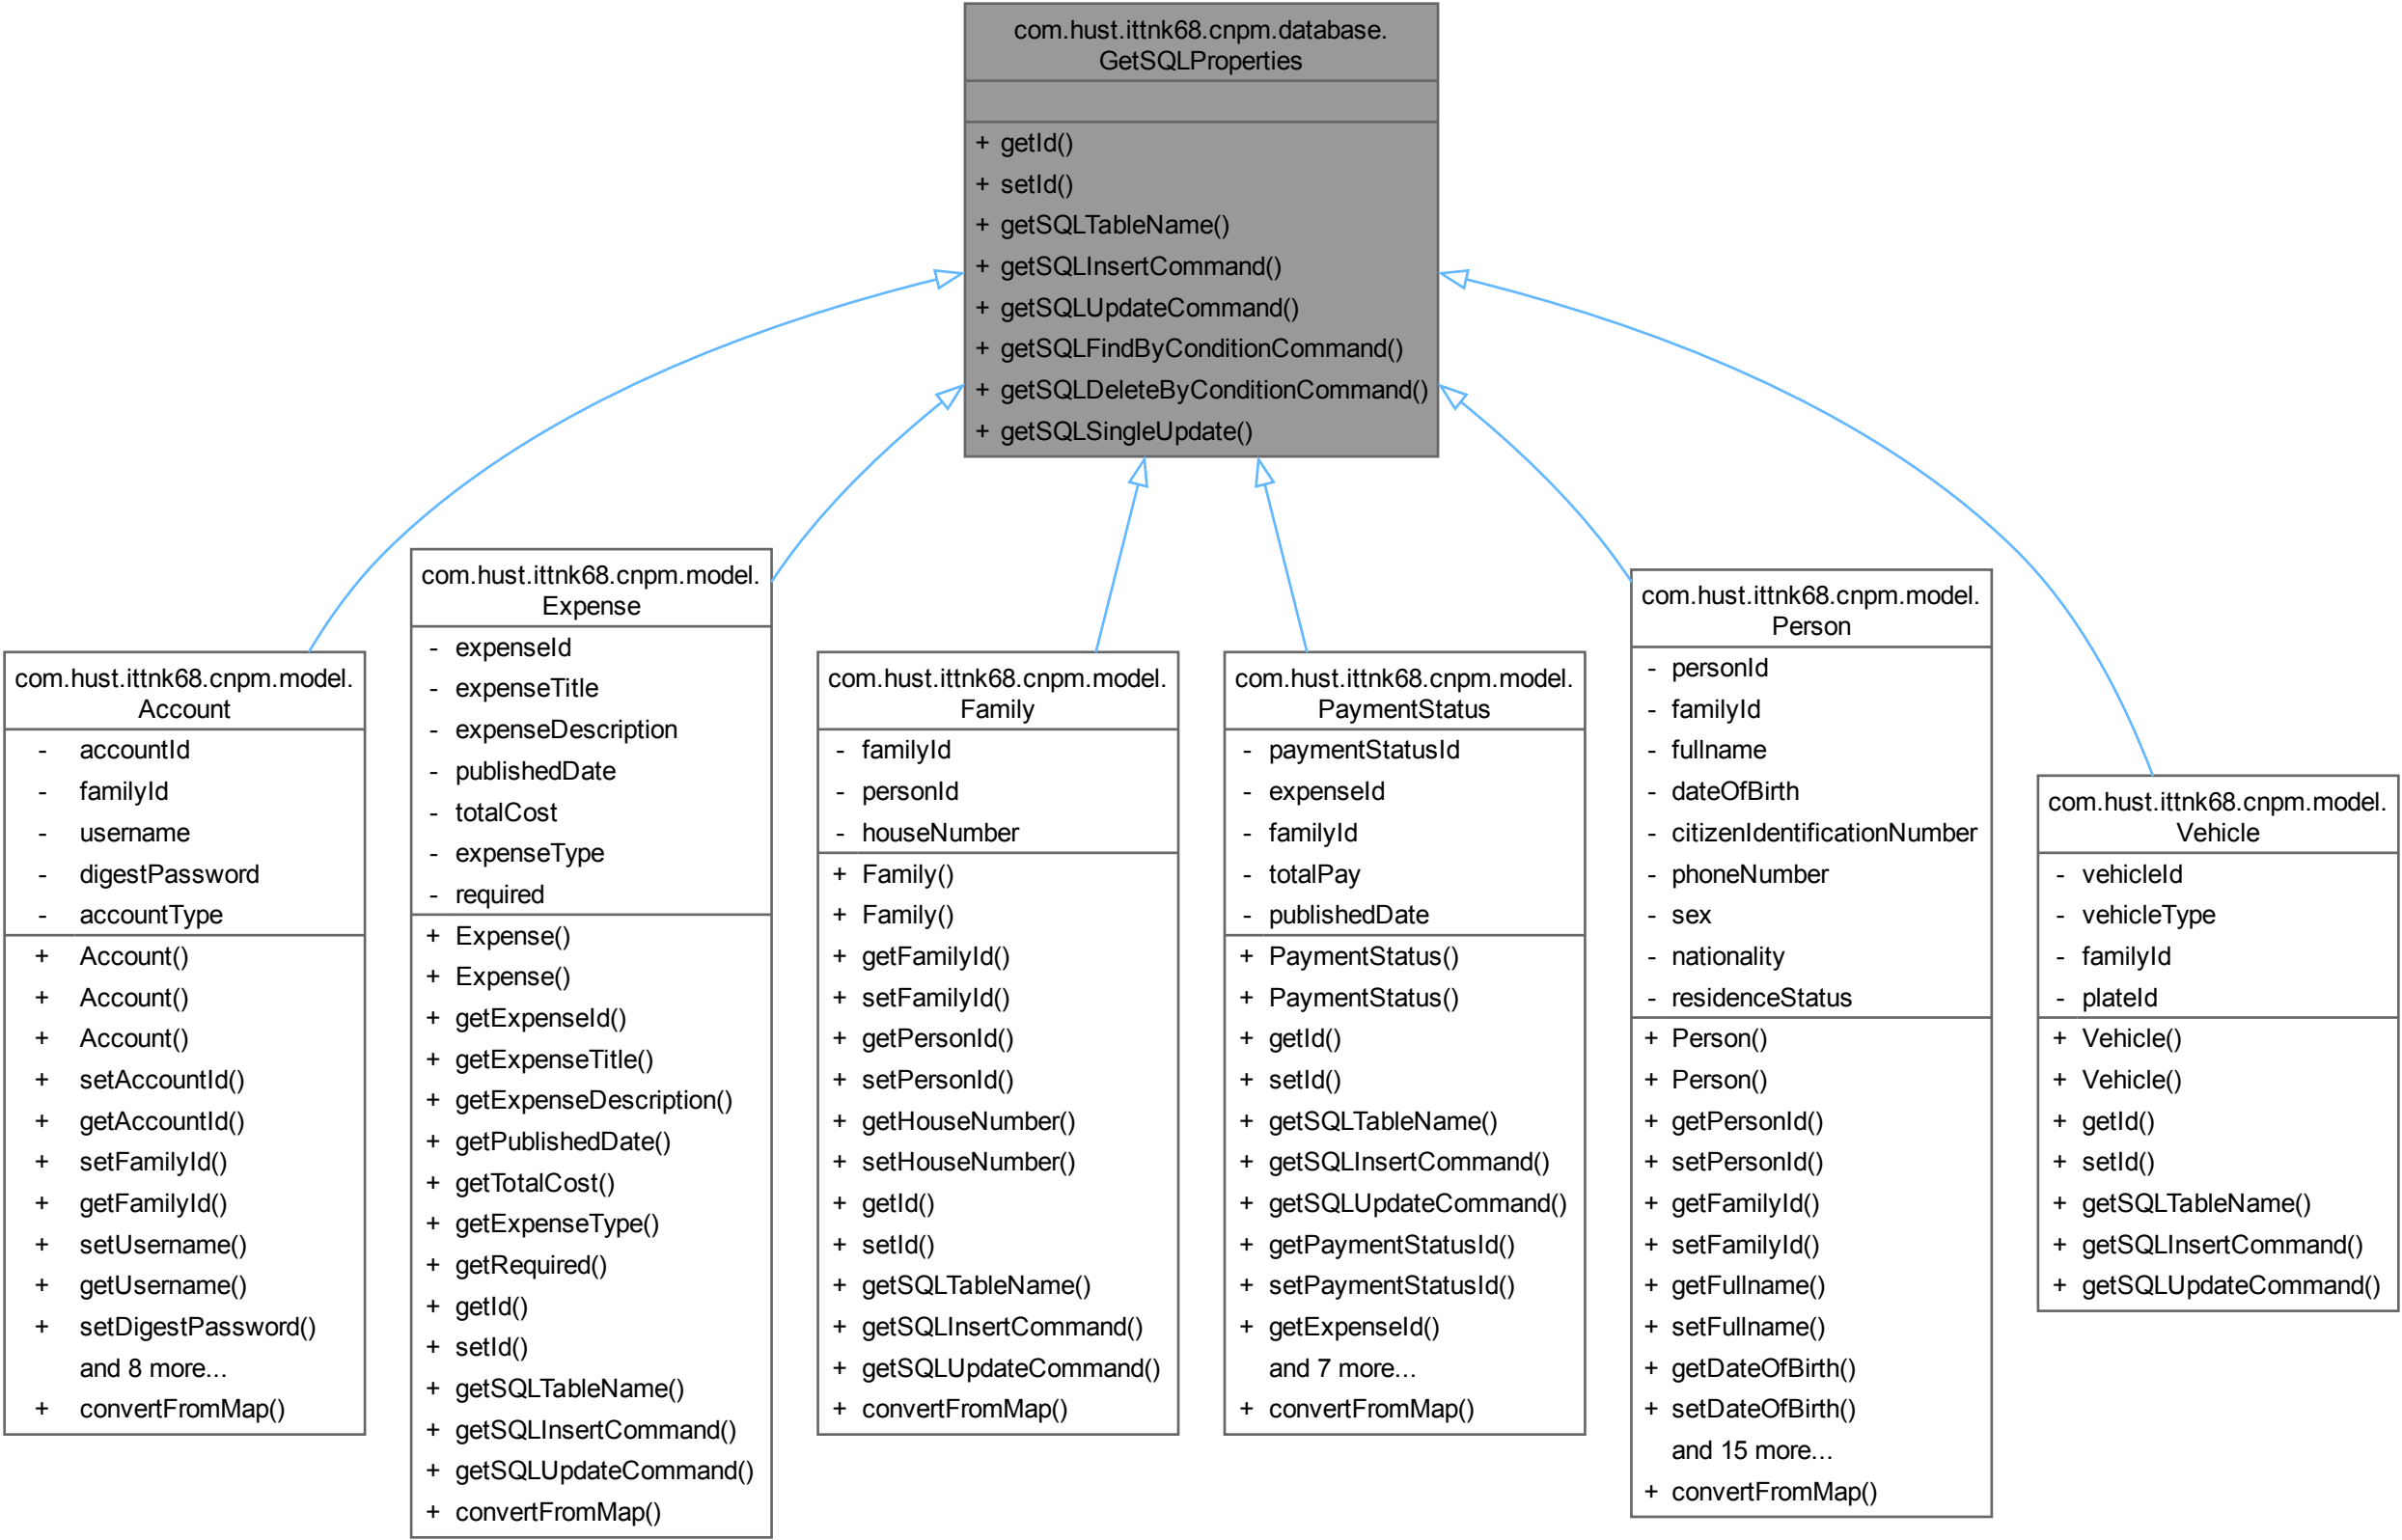 com.hust.ittnk68.cnpm.database.
GetSQLProperties
+ getId()
+ setId()
+ getSQLTableName()
+ getSQLInsertCommand()
+ getSQLUpdateCommand()
+ getSQLFindByConditionCommand()
+ getSQLDeleteByConditionCommand()
+ getSQLSingleUpdate()
com.hust.ittnk68.cnpm.model.
Account
- accountId
- familyId
- username
- digestPassword
- accountType
+ Account()
+ Account()
+ Account()
+ setAccountId()
+ getAccountId()
+ setFamilyId()
+ getFamilyId()
+ setUsername()
+ getUsername()
+ setDigestPassword()
and 8 more...
+ convertFromMap()
com.hust.ittnk68.cnpm.model.
Expense
- expenseId
- expenseTitle
- expenseDescription
- publishedDate
- totalCost
- expenseType
- required
+ Expense()
+ Expense()
+ getExpenseId()
+ getExpenseTitle()
+ getExpenseDescription()
+ getPublishedDate()
+ getTotalCost()
+ getExpenseType()
+ getRequired()
+ getId()
+ setId()
+ getSQLTableName()
+ getSQLInsertCommand()
+ getSQLUpdateCommand()
+ convertFromMap()
com.hust.ittnk68.cnpm.model.
Family
- familyId
- personId
- houseNumber
+ Family()
+ Family()
+ getFamilyId()
+ setFamilyId()
+ getPersonId()
+ setPersonId()
+ getHouseNumber()
+ setHouseNumber()
+ getId()
+ setId()
+ getSQLTableName()
+ getSQLInsertCommand()
+ getSQLUpdateCommand()
+ convertFromMap()
com.hust.ittnk68.cnpm.model.
PaymentStatus
- paymentStatusId
- expenseId
- familyId
- totalPay
- publishedDate
+ PaymentStatus()
+ PaymentStatus()
+ getId()
+ setId()
+ getSQLTableName()
+ getSQLInsertCommand()
+ getSQLUpdateCommand()
+ getPaymentStatusId()
+ setPaymentStatusId()
+ getExpenseId()
and 7 more...
+ convertFromMap()
com.hust.ittnk68.cnpm.model.
Person
- personId
- familyId
- fullname
- dateOfBirth
- citizenIdentificationNumber
- phoneNumber
- sex
- nationality
- residenceStatus
+ Person()
+ Person()
+ getPersonId()
+ setPersonId()
+ getFamilyId()
+ setFamilyId()
+ getFullname()
+ setFullname()
+ getDateOfBirth()
+ setDateOfBirth()
and 15 more...
+ convertFromMap()
com.hust.ittnk68.cnpm.model.
Vehicle
- vehicleId
- vehicleType
- familyId
- plateId
+ Vehicle()
+ Vehicle()
+ getId()
+ setId()
+ getSQLTableName()
+ getSQLInsertCommand()
+ getSQLUpdateCommand()